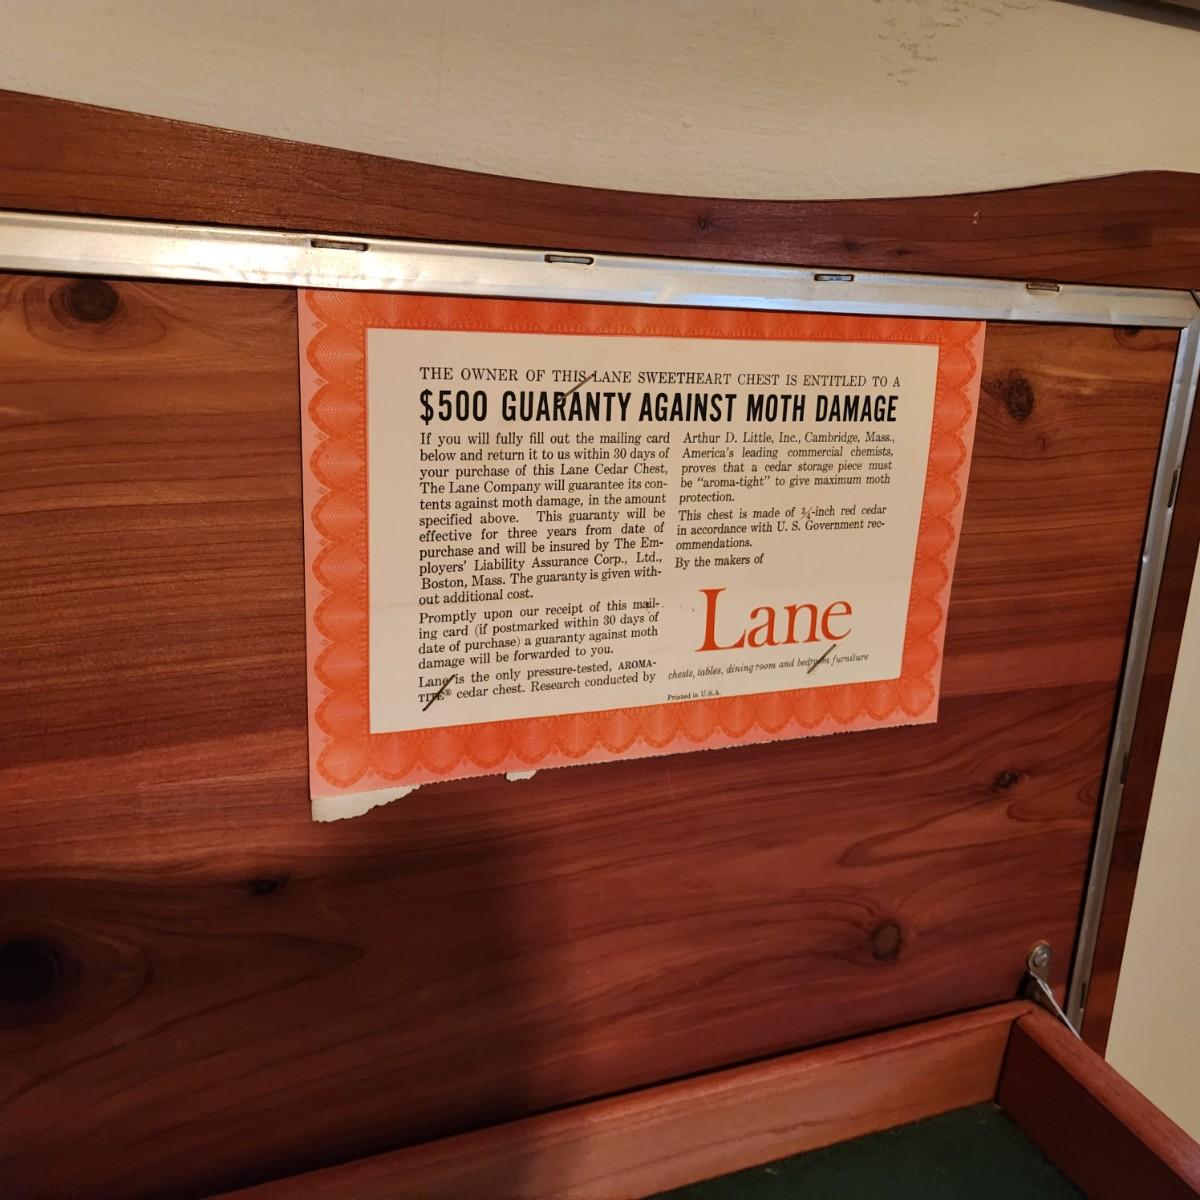 THE OWNER OF THIS LANE SWEETHEART CHEST IS ENTITLED TO A
$500 GUARANTY AGAINST MOTH DAMAGE
If you will fully fill out the mailing card
below and return it to us within 30 days of
your purchase of this Lane Cedar Chest,
The Lane Company will guarantee its con-
tents against moth damage, in the amount
specified above. This guaranty will be
effective for three years from date of
purchase and will be insured by The Em-
ployers' Liability Assurance Corp., Ltd.,
Boston, Mass. The guaranty is given with-
out additional cost.
Promptly upon our receipt of this mail-
ing card (if postmarked within 30 days of
date of purchase) a guaranty against moth
damage will be forwarded to you.
Lane is the only pressure-tested, AROMA-
TITE® cedar chest. Research conducted by
Arthur D. Little, Inc., Cambridge, Mass.,
America's leading commercial chemists,
proves that a cedar storage piece must
be "aroma-tight" to give maximum moth
protection.
This chest is made of ¾-inch red cedar
in accordance with U. S. Government rec-
ommendations.
By the makers of
Lane
chests, tables, dining room and bedroom furniture
Printed in U.S.A.